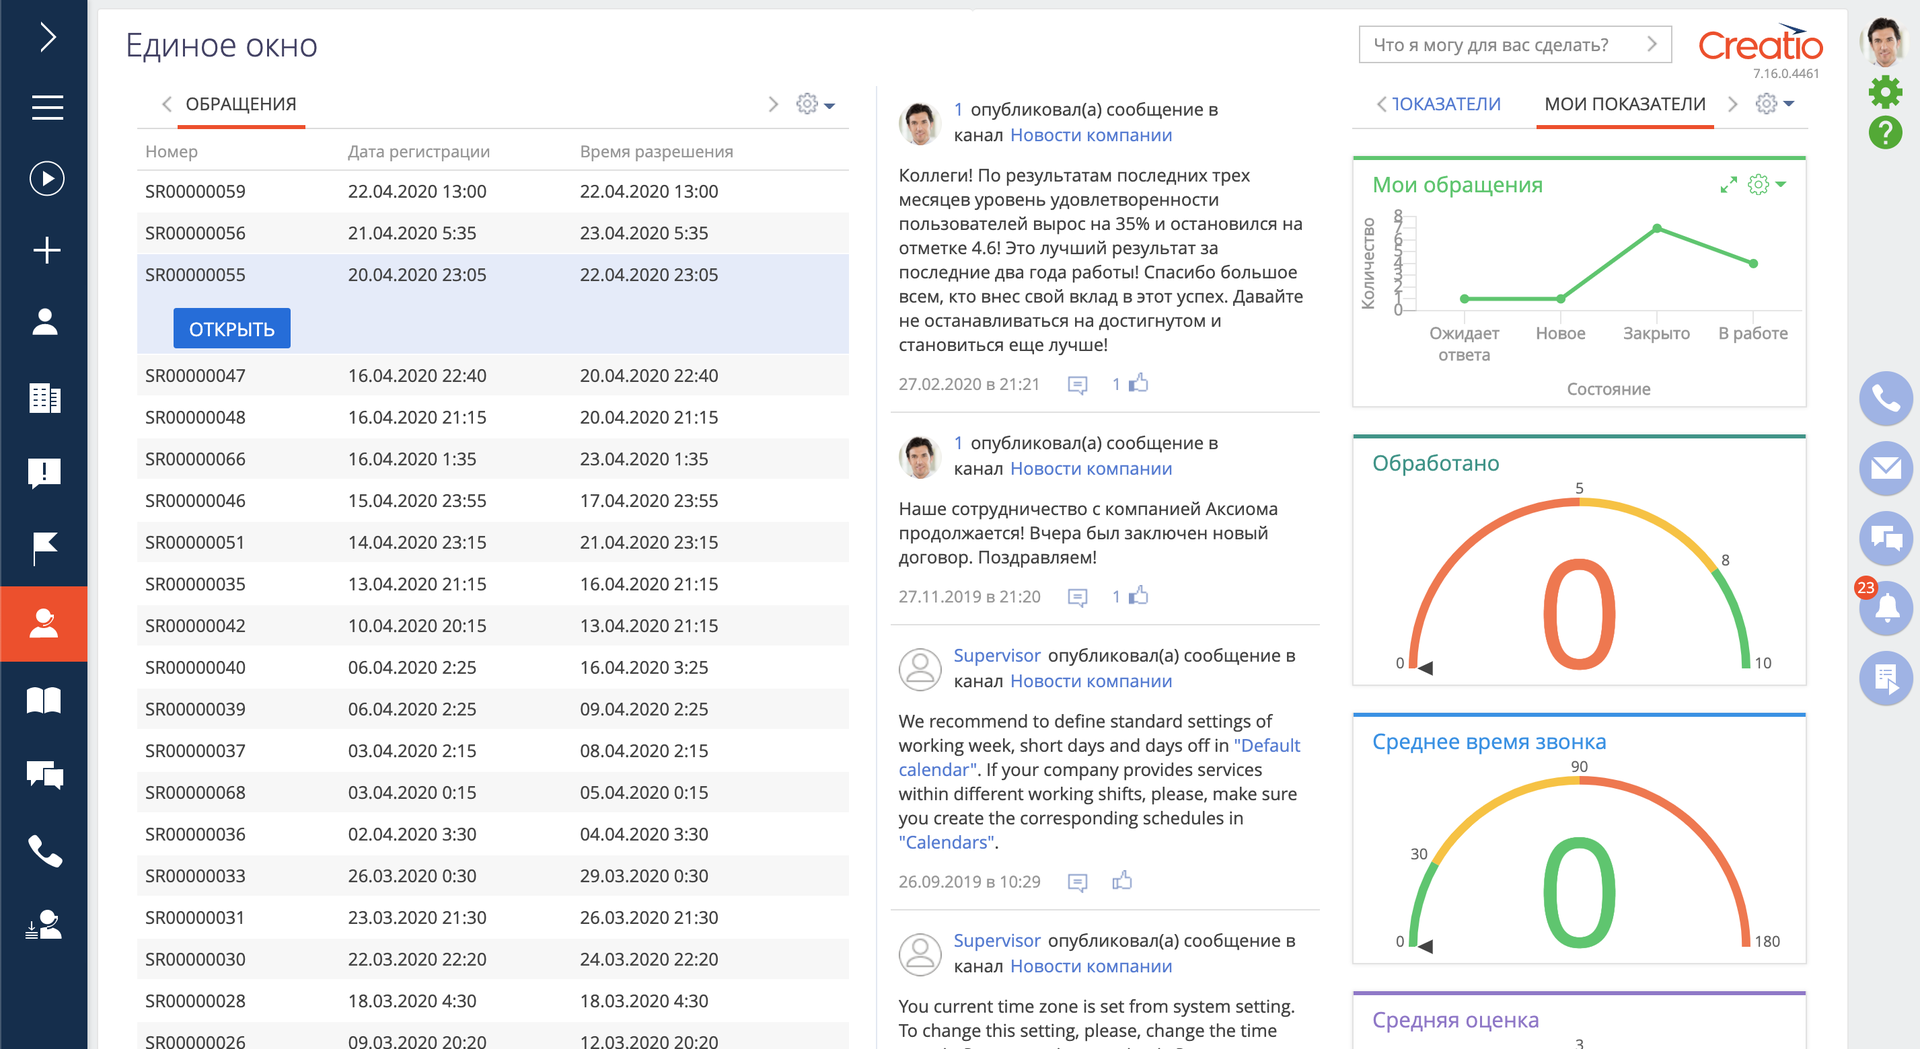 Единое окно
Что я могу для вас сделать?
Creatio
7.16.0.4461
ОБРАЩЕНИЯ
Номер Дата регистрации Время разрешения
SR00000059 22.04.2020 13:00 22.04.2020 13:00
SR00000056 21.04.2020 5:35 23.04.2020 5:35
SR00000055 20.04.2020 23:05 22.04.2020 23:05
ОТКРЫТЬ
SR00000047 16.04.2020 22:40 20.04.2020 22:40
SR00000048 16.04.2020 21:15 20.04.2020 21:15
SR00000066 16.04.2020 1:35 23.04.2020 1:35
SR00000046 15.04.2020 23:55 17.04.2020 23:55
SR00000051 14.04.2020 23:15 21.04.2020 23:15
SR00000035 13.04.2020 21:15 16.04.2020 21:15
SR00000042 10.04.2020 20:15 13.04.2020 21:15
SR00000040 06.04.2020 2:25 16.04.2020 3:25
SR00000039 06.04.2020 2:25 09.04.2020 2:25
SR00000037 03.04.2020 2:15 08.04.2020 2:15
SR00000068 03.04.2020 0:15 05.04.2020 0:15
SR00000036 02.04.2020 3:30 04.04.2020 3:30
SR00000033 26.03.2020 0:30 29.03.2020 0:30
SR00000031 23.03.2020 21:30 26.03.2020 21:30
SR00000030 22.03.2020 22:20 24.03.2020 22:20
SR00000028 18.03.2020 4:30 18.03.2020 4:30
SR00000026 09.03.2020 20:20 12.03.2020 20:20
1 опубликовал(а) сообщение в
канал Новости компании
Коллеги! По результатам последних трех
месяцев уровень удовлетворенности
пользователей вырос на 35% и остановился на
отметке 4.6! Это лучший результат за
последние два года работы! Спасибо большое
всем, кто внес свой вклад в этот успех. Давайте
не останавливаться на достигнутом и
становиться еще лучше!
27.02.2020 в 21:21 1
1 опубликовал(а) сообщение в
канал Новости компании
Наше сотрудничество с компанией Аксиома
продолжается! Вчера был заключен новый
договор. Поздравляем!
27.11.2019 в 21:20 1
Supervisor опубликовал(а) сообщение в
канал Новости компании
We recommend to define standard settings of
working week, short days and days off in "Default
calendar". If your company provides services
within different working shifts, please, make sure
you create the corresponding schedules in
"Calendars".
26.09.2019 в 10:29
Supervisor опубликовал(а) сообщение в
канал Новости компании
You current time zone is set from system setting.
To change this setting, please, change the time
ПОКАЗАТЕЛИ МОИ ПОКАЗАТЕЛИ
Мои обращения
Количество
8
7
6
5
4
3
2
1
0
Ожидает
ответа
Новое
Закрыто
В работе
Состояние
Обработано
5
8
0
0
10
Среднее время звонка
90
30
0
0
180
Средняя оценка
3
?
23